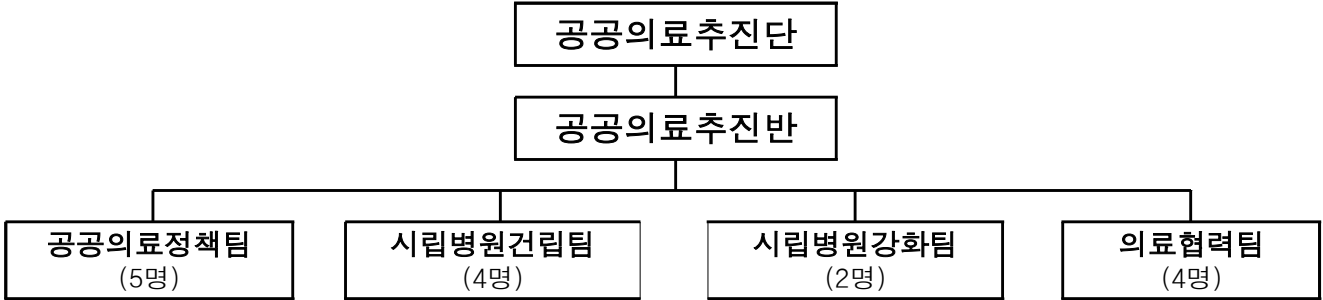 공공의료추진단
공공의료추진반
공공의료정책팀
(5명)
시립병원건립팀
(4명)
시립병원강화팀
(2명)
의료협력팀
(4명)